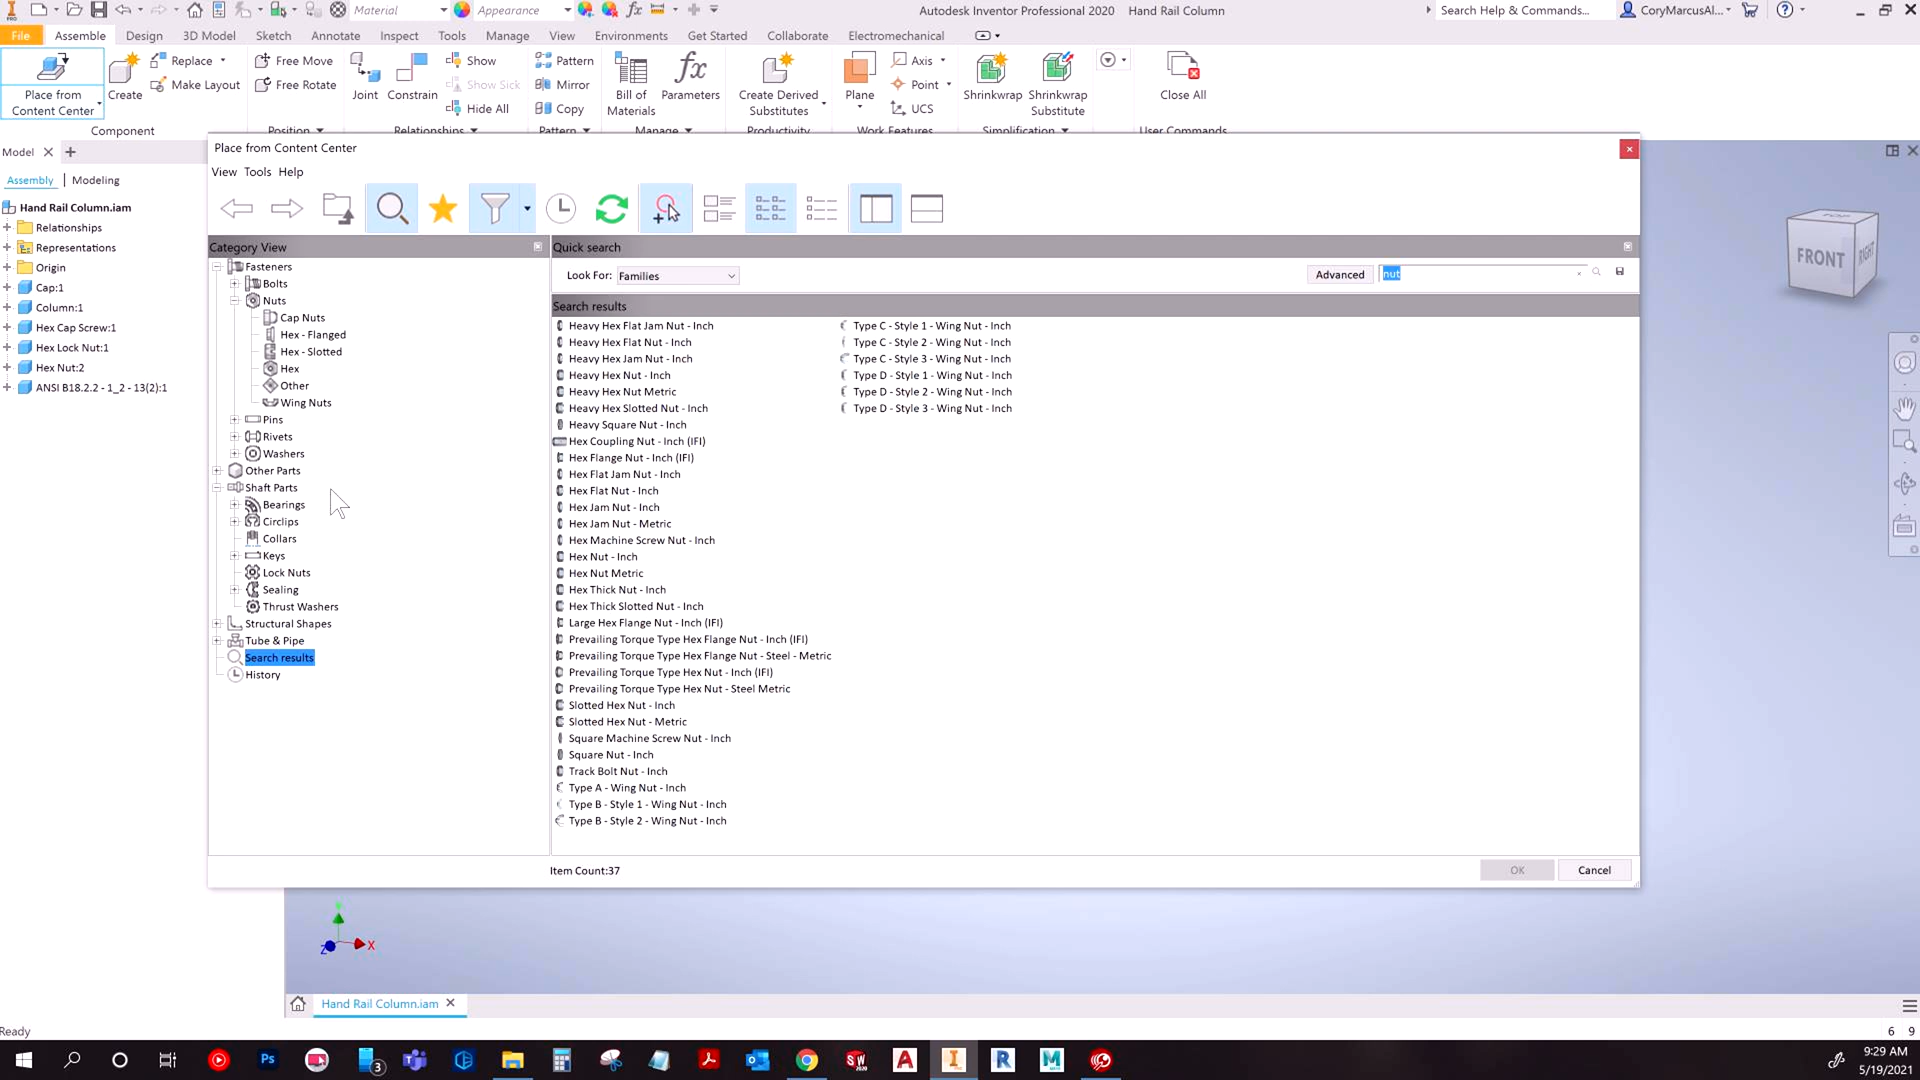 Material
Appearance
Autodesk Inventor Professional 2020 Hand Rail Column
Search Help & Commands...
CoryMarcusAl...
File Assemble Design 3D Model Sketch Annotate Inspect Tools Manage View Environments Get Started Collaborate Electromechanical
Place from Content Center
Create
Replace
Make Layout
Free Move
Free Rotate
Joint
Constrain
Show
Show Sick
Hide All
Pattern
Mirror
Copy
Bill of Materials
Parameters
Create Derived Substitutes
Plane
Axis
Point
UCS
Shrinkwrap
Shrinkwrap Substitute
Close All
Component
Position
Relationships
Pattern
Manage
Productivity
Work Features
Simplification
User Commands
Model
Assembly | Modeling
Hand Rail Column.iam
Relationships
Representations
Origin
Cap:1
Column:1
Hex Cap Screw:1
Hex Lock Nut:1
Hex Nut:2
ANSI B18.2.2 - 1_2 - 13(2):1
Place from Content Center
View Tools Help
Category View
Fasteners
Bolts
Nuts
Cap Nuts
Hex - Flanged
Hex - Slotted
Hex
Other
Wing Nuts
Pins
Rivets
Washers
Other Parts
Shaft Parts
Bearings
Circlips
Collars
Keys
Lock Nuts
Sealing
Thrust Washers
Structural Shapes
Tube & Pipe
Search results
History
Quick search
Look For: Families
Advanced
nut
Search results
Heavy Hex Flat Jam Nut - Inch
Heavy Hex Flat Nut - Inch
Heavy Hex Jam Nut - Inch
Heavy Hex Nut - Inch
Heavy Hex Nut Metric
Heavy Hex Slotted Nut - Inch
Heavy Square Nut - Inch
Hex Coupling Nut - Inch (IFI)
Hex Flange Nut - Inch (IFI)
Hex Flat Jam Nut - Inch
Hex Flat Nut - Inch
Hex Jam Nut - Inch
Hex Jam Nut - Metric
Hex Machine Screw Nut - Inch
Hex Nut - Inch
Hex Nut Metric
Hex Thick Nut - Inch
Hex Thick Slotted Nut - Inch
Large Hex Flange Nut - Inch (IFI)
Prevailing Torque Type Hex Flange Nut - Inch (IFI)
Prevailing Torque Type Hex Flange Nut - Steel - Metric
Prevailing Torque Type Hex Nut - Inch (IFI)
Prevailing Torque Type Hex Nut - Steel Metric
Slotted Hex Nut - Inch
Slotted Hex Nut - Metric
Square Machine Screw Nut - Inch
Square Nut - Inch
Track Bolt Nut - Inch
Type A - Wing Nut - Inch
Type B - Style 1 - Wing Nut - Inch
Type B - Style 2 - Wing Nut - Inch
Type C - Style 1 - Wing Nut - Inch
Type C - Style 2 - Wing Nut - Inch
Type C - Style 3 - Wing Nut - Inch
Type D - Style 1 - Wing Nut - Inch
Type D - Style 2 - Wing Nut - Inch
Type D - Style 3 - Wing Nut - Inch
Item Count:37
OK
Cancel
TOP
FRONT
RIGHT
Z
X
Hand Rail Column.iam
Ready
6 9
Ps
3
SW
2020
A
I
R
M
9:29 AM
5/19/2021